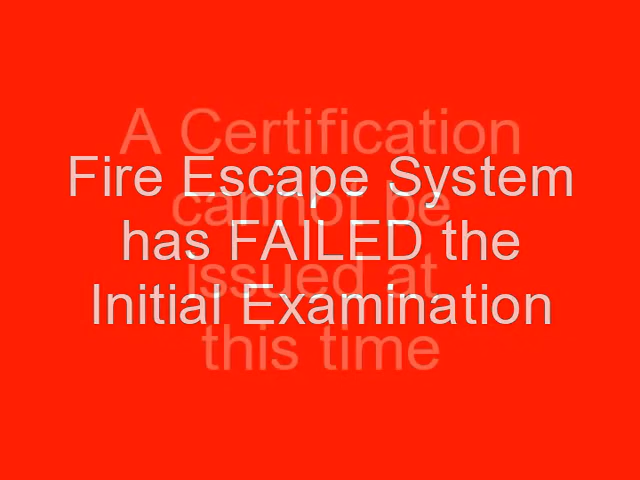 A Certification
Fire Escape System
cannot be
has FAILED the
issued at
Initial Examination
this time